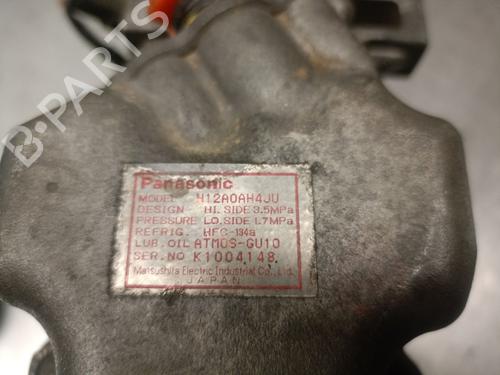 B-PARTS
Panasonic
MODEL H12A0AH4JU
DESIGN HI. SIDE 3.5MPa
PRESSURE LO. SIDE 1.7MPa
REFRIG. HFC-134a
LUB. OIL ATMOS-GU10
SER. NO K1004148
Matsushita Electric Industrial Co., Ltd.
JAPAN